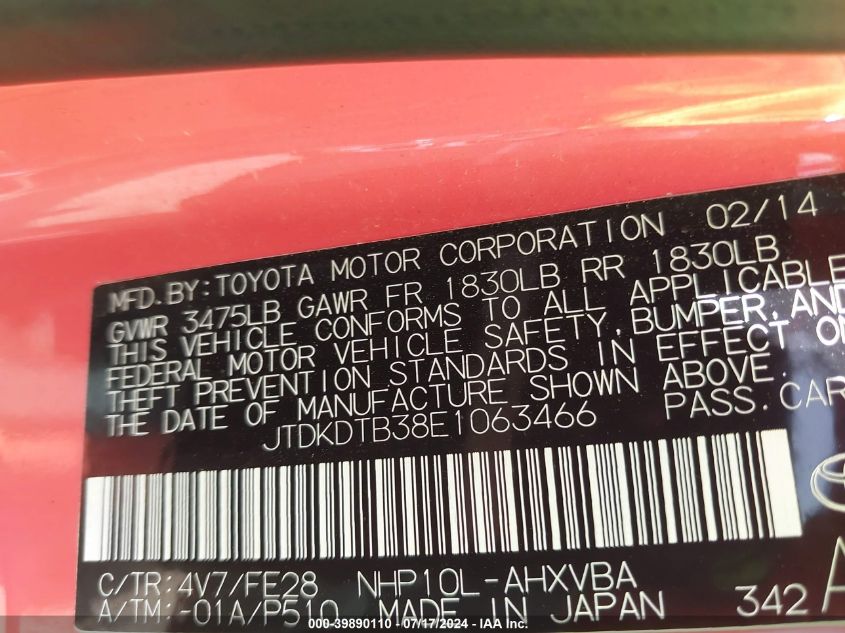 MFD. BY: TOYOTA MOTOR CORPORATION 02/14
GVWR 3475LB GAWR FR 1830LB RR 1830LB
THIS VEHICLE CONFORMS TO ALL APPLICABLE
FEDERAL MOTOR VEHICLE SAFETY, BUMPER, AND
THEFT PREVENTION STANDARDS IN EFFECT ON
THE DATE OF MANUFACTURE SHOWN ABOVE.
JTDKDTB38E1063466 PASS. CAR
C/TR: 4V7/FE28 NHP10L-AHXVBA
A/TM: -01A/P510 MADE IN JAPAN 342
000-39890110 - 07/17/2024 - IAA Inc.